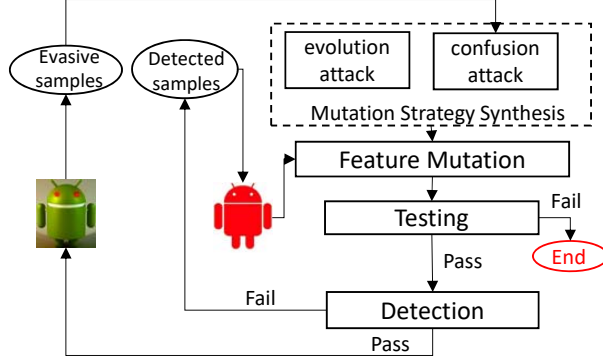 Evasive
samples
Detected
samples
evolution
attack
confusion
attack
Mutation Strategy Synthesis
Feature Mutation
Testing
Fail
End
Pass
Fail
Detection
Pass